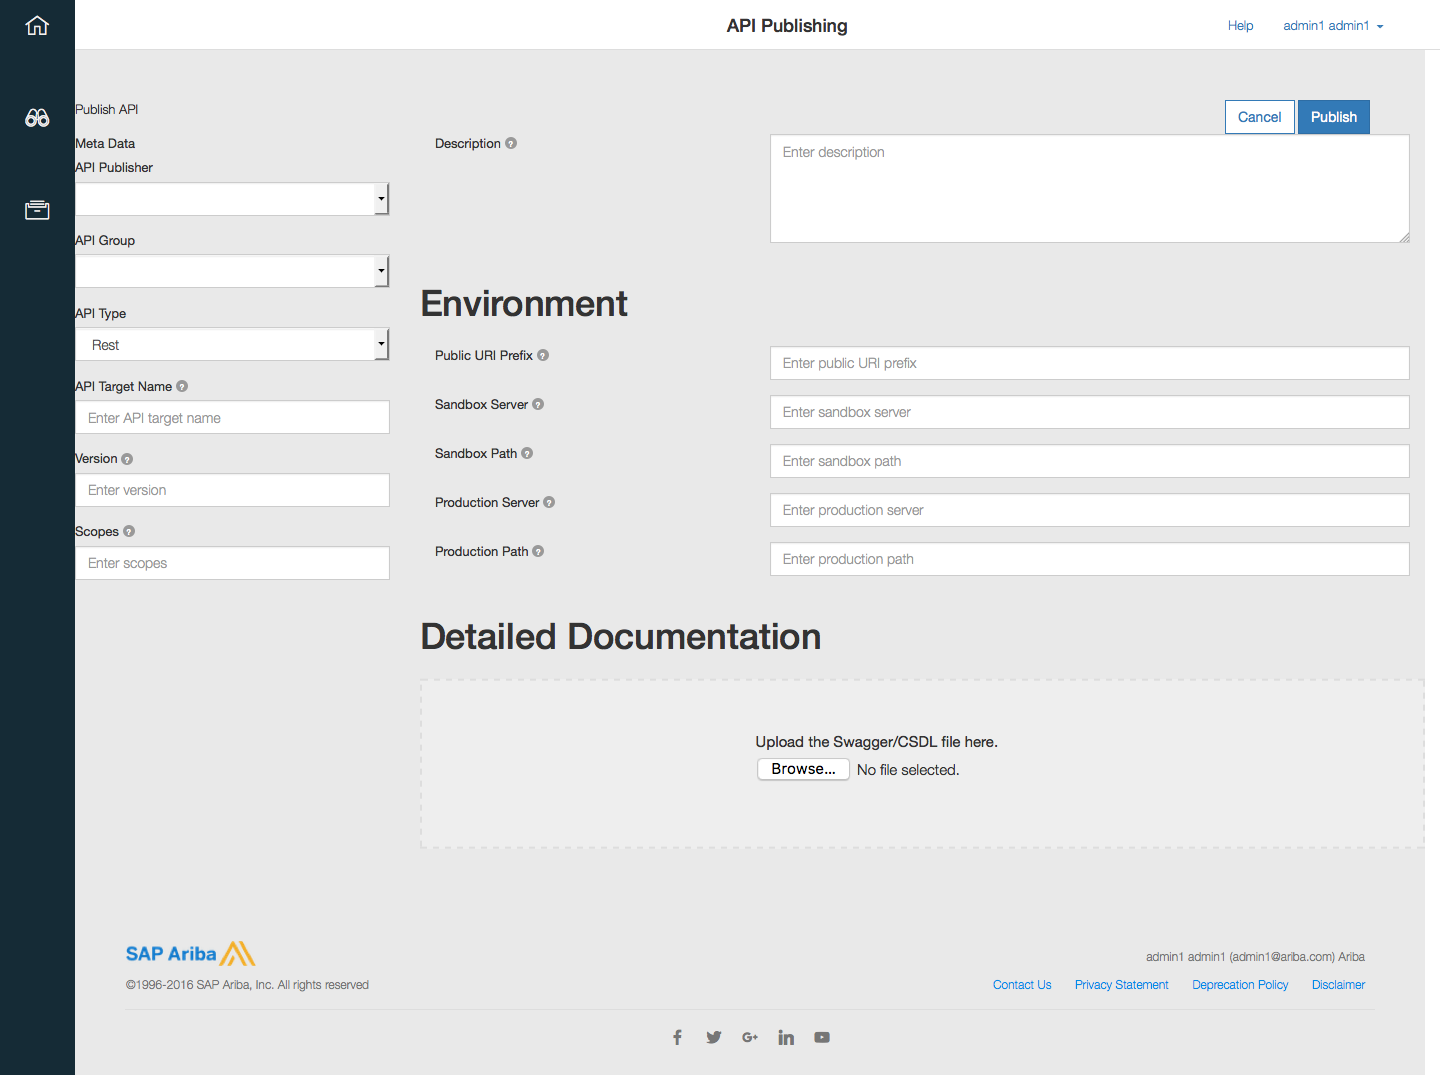 API Publishing
Help
admin1 admin1
Publish API
Cancel
Publish
Meta Data
API Publisher
API Group
API Type
Rest
API Target Name ?
Enter API target name
Version ?
Enter version
Scopes ?
Enter scopes
Description ?
Enter description
Environment
Public URI Prefix ?
Enter public URI prefix
Sandbox Server ?
Enter sandbox server
Sandbox Path ?
Enter sandbox path
Production Server ?
Enter production server
Production Path ?
Enter production path
Detailed Documentation
Upload the Swagger/CSDL file here.
Browse... No file selected.
SAP Ariba
©1996-2016 SAP Ariba, Inc. All rights reserved
admin1 admin1 (admin1@ariba.com) Ariba
Contact Us Privacy Statement Deprecation Policy Disclaimer